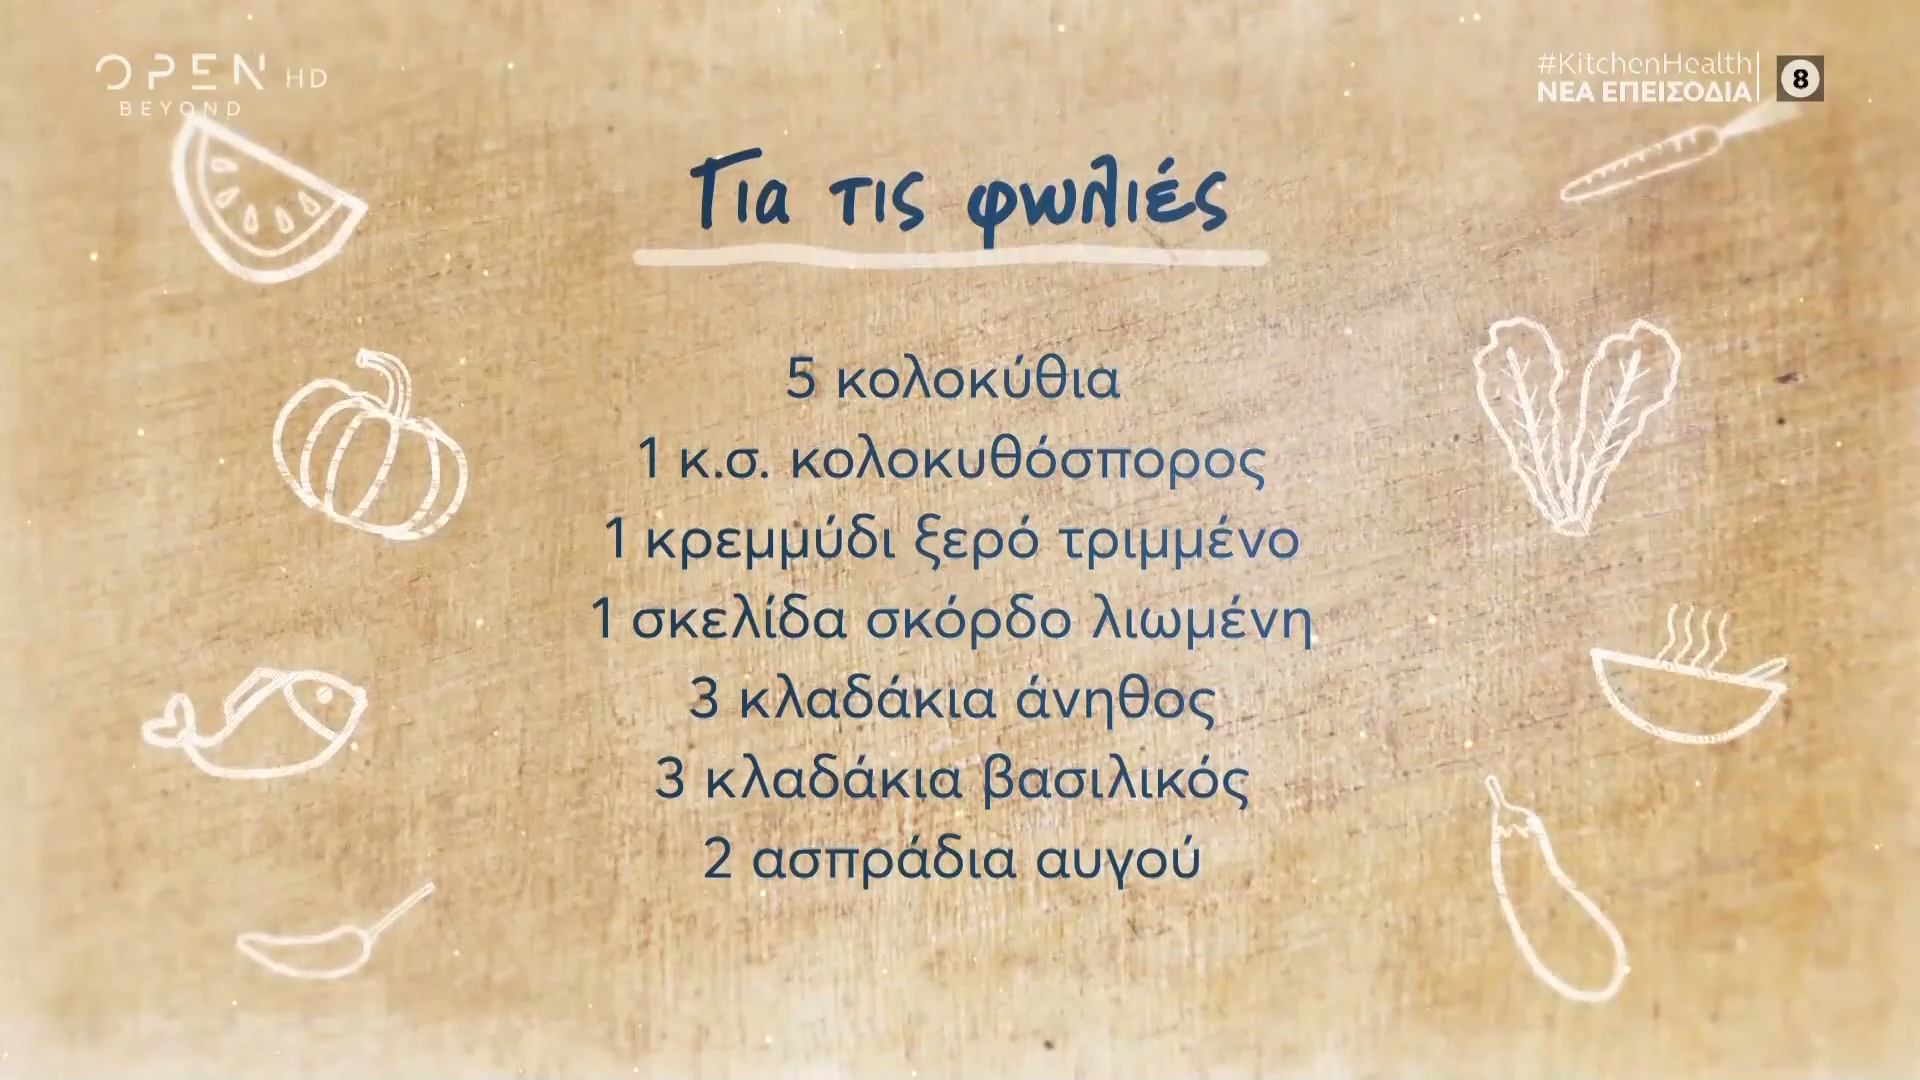 OPEN HD
BEYOND
#KitchenHealth
ΝΕΑ ΕΠΕΙΣΟΔΙΑ
8
Για τις φωλιές
5 κολοκύθια
1 κ.σ. κολοκυθόσπορος
1 κρεμμύδι ξερό τριμμένο
1 σκελίδα σκόρδο λιωμένη
3 κλαδάκια άνηθος
3 κλαδάκια βασιλικός
2 ασπράδια αυγού